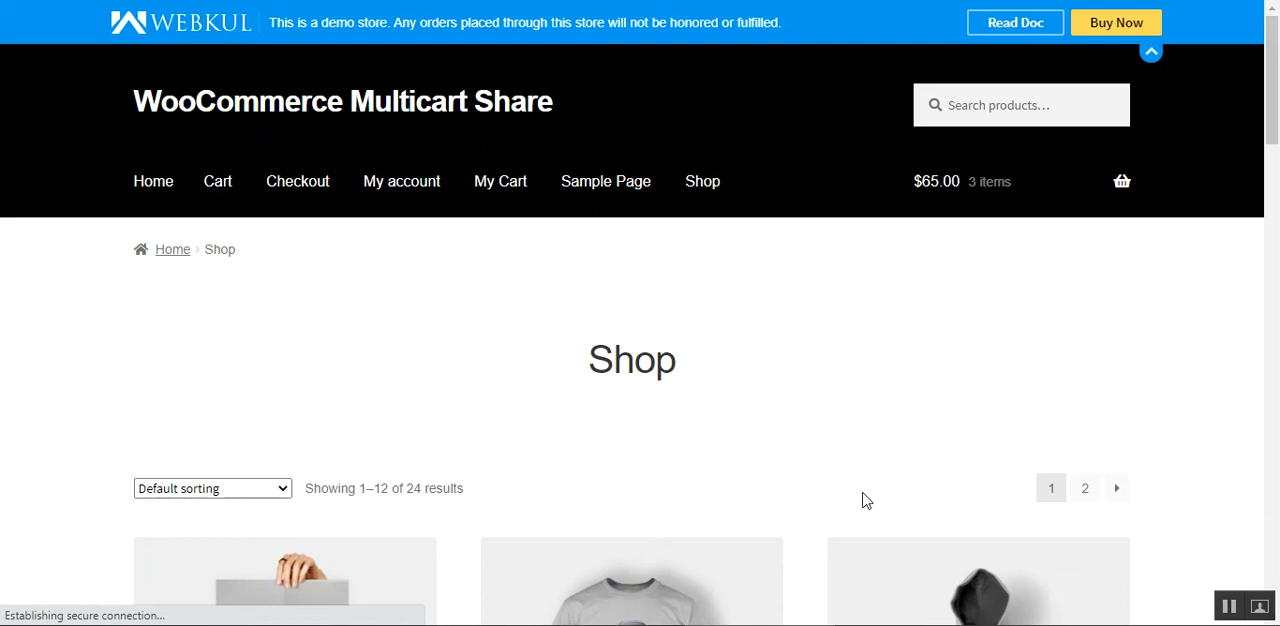 WEBKUL
This is a demo store. Any orders placed through this store will not be honored or fulfilled.
Read Doc
Buy Now
WooCommerce Multicart Share
Search products...
Home
Cart
Checkout
My account
My Cart
Sample Page
Shop
$65.00 3 items
Home › Shop
Shop
Default sorting
Showing 1–12 of 24 results
1
2
Establishing secure connection...